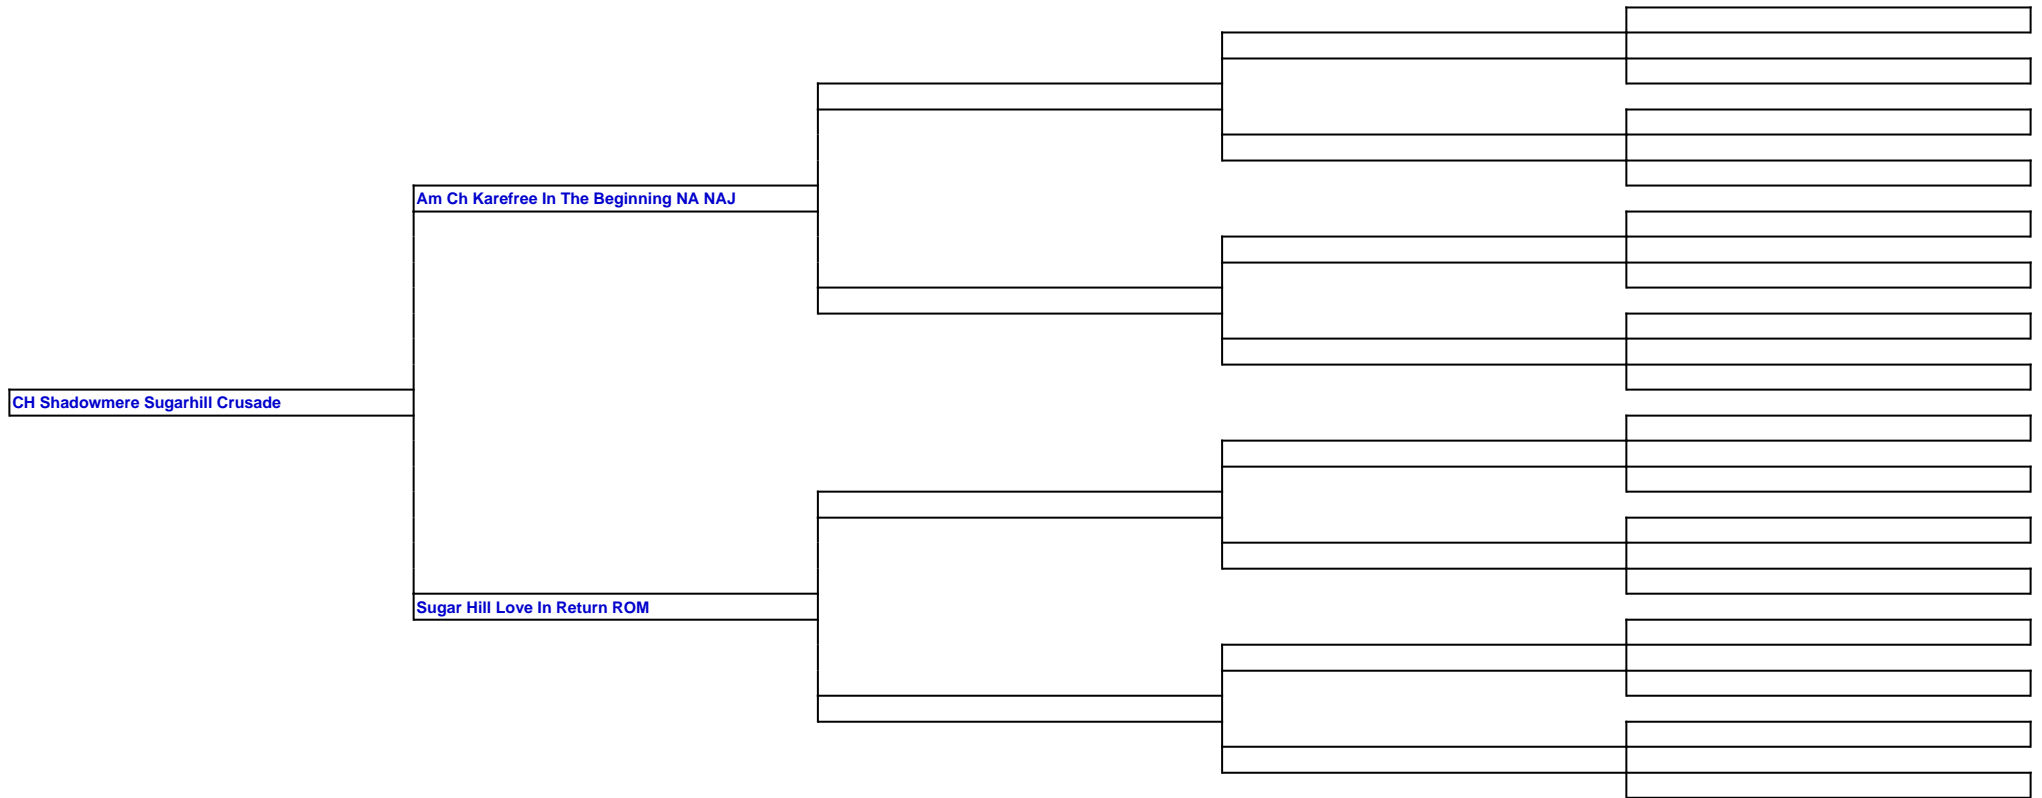 Am Ch Karefree In The Beginning NA NAJ
CH Shadowmere Sugarhill Crusade
Sugar Hill Love In Return ROM